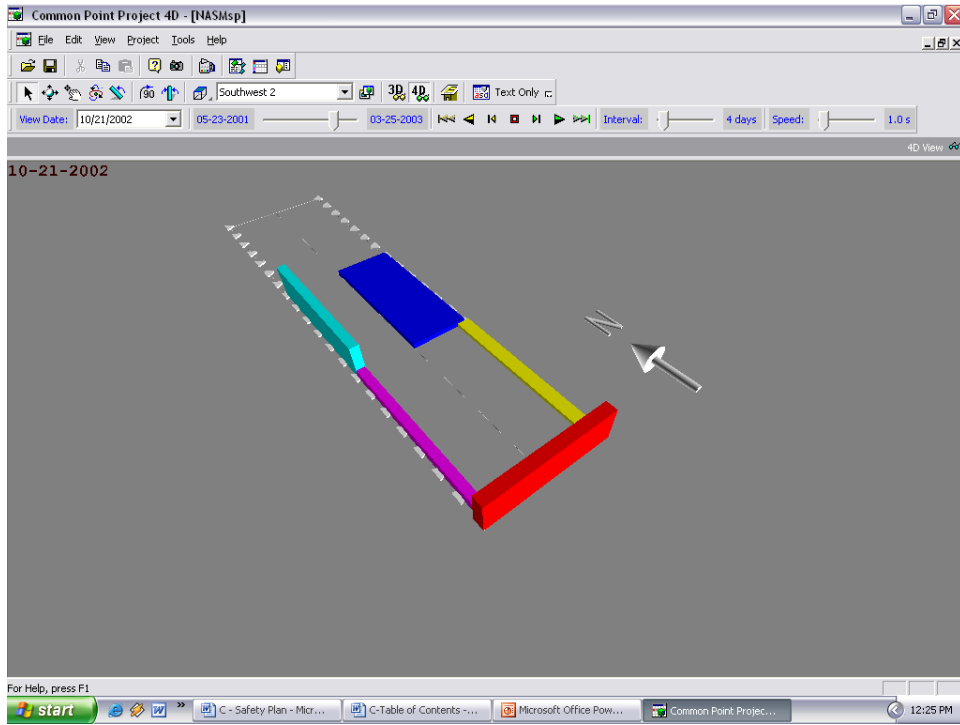 Common Point Project 4D - [NASMsp]
File Edit View Project Tools Help
Southwest 2 3D 4D Text Only
View Date: 10/21/2002 05-23-2001 03-25-2003 Interval: 4 days Speed: 1.0 s
4D View
10-21-2002
N
For Help, press F1
start » C - Safety Plan - Micr... C-Table of Contents -... Microsoft Office Pow... Common Point Projec... 12:25 PM